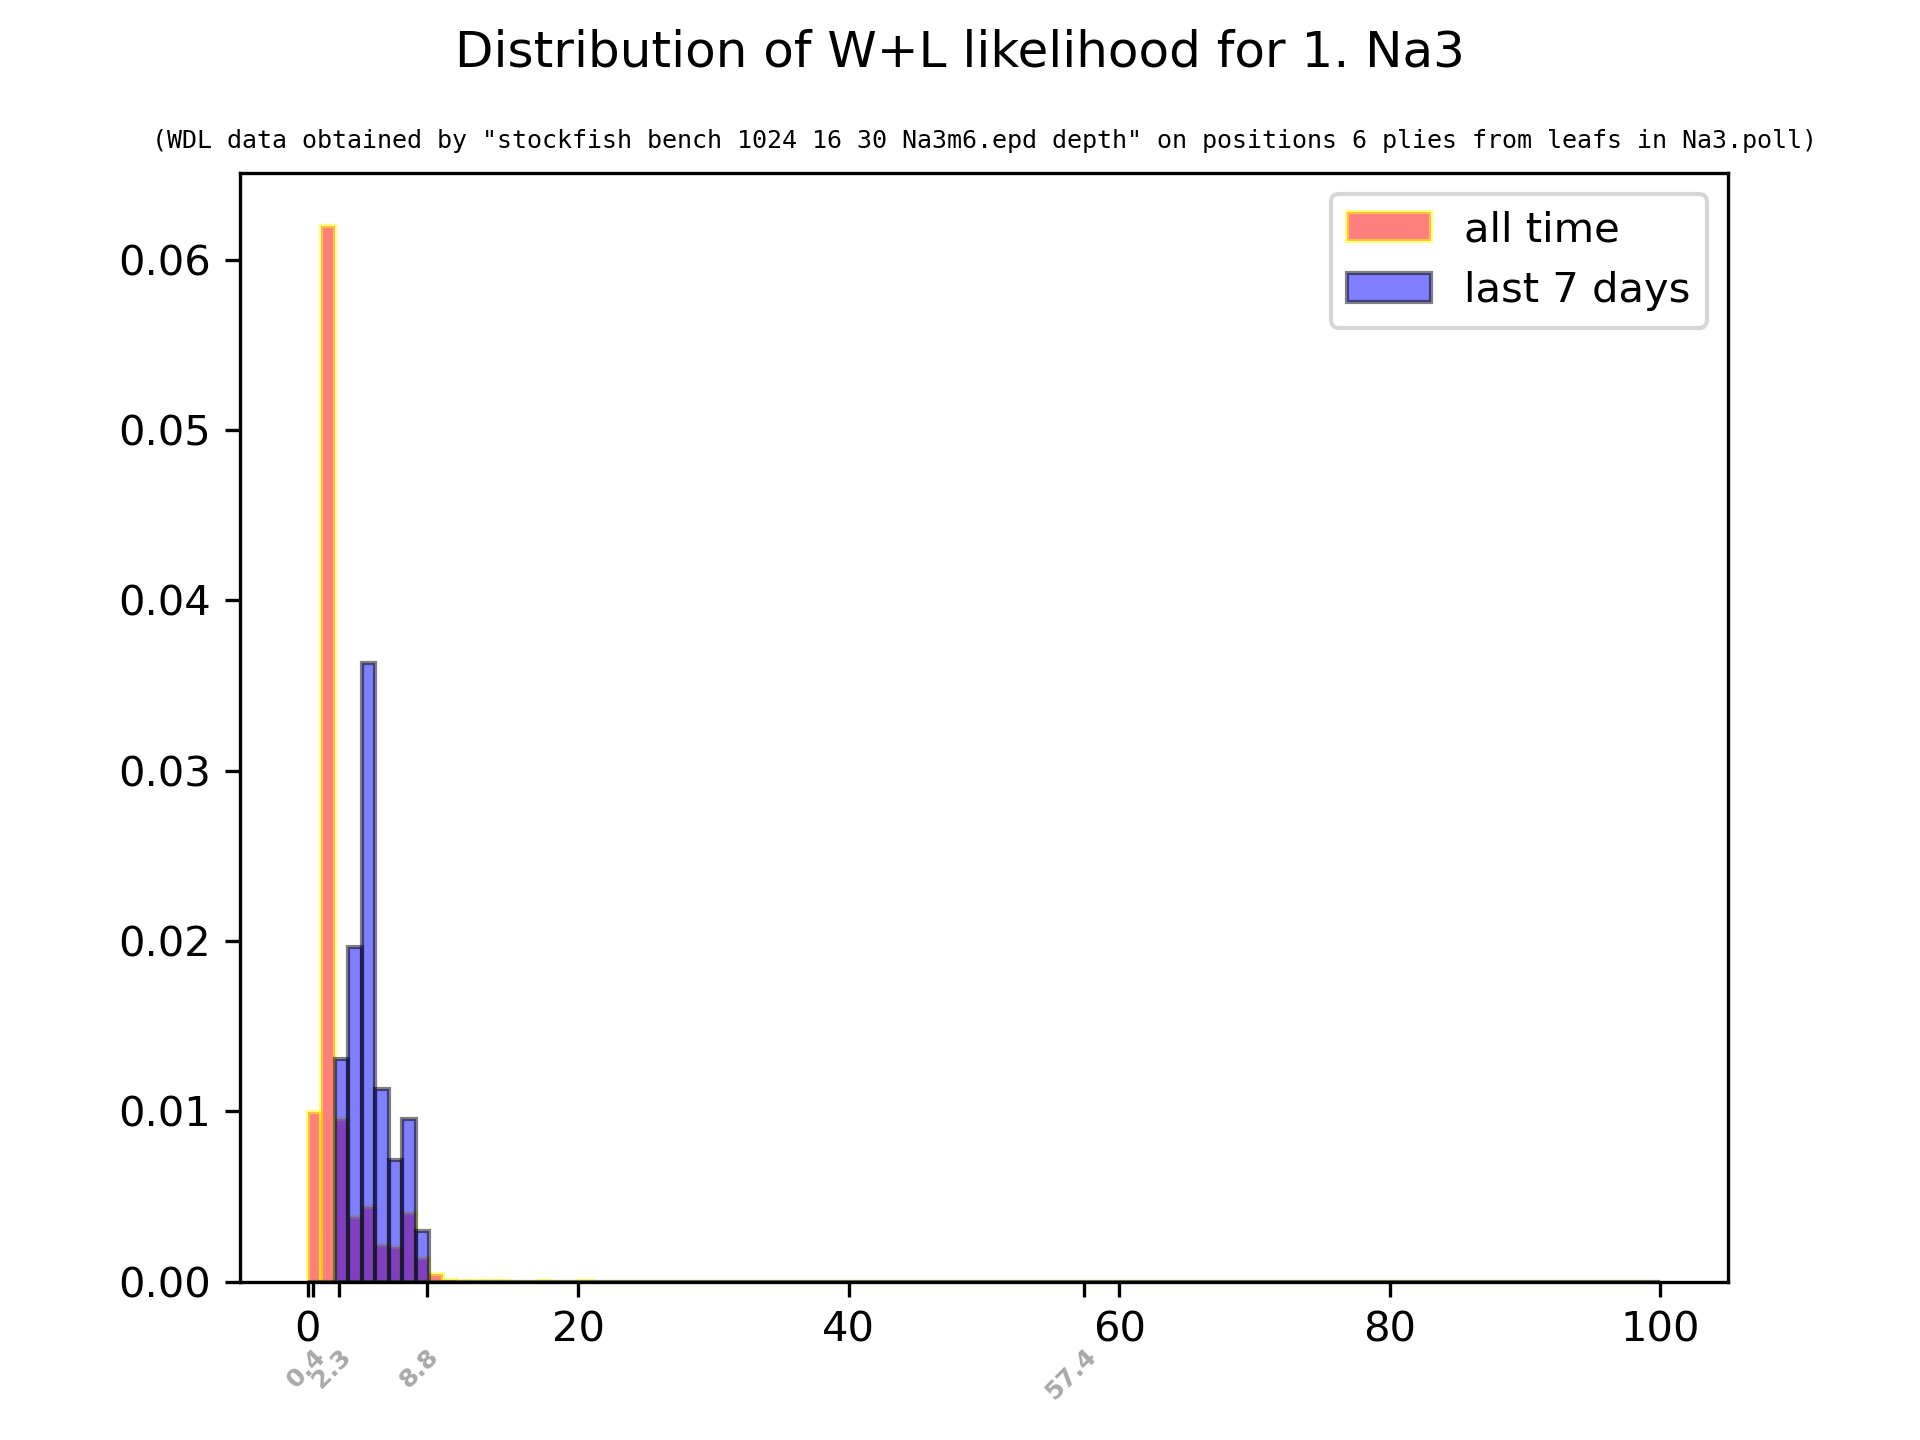 Distribution of W+L likelihood for 1. Na3
(WDL data obtained by "stockfish bench 1024 16 30 Na3m6.epd depth" on positions 6 plies from leafs in Na3.poll)
all time
last 7 days
0.06
0.05
0.04
0.03
0.02
0.01
0.00
0 20 40 60 80 100
0.4 2.3 8.8 57.4